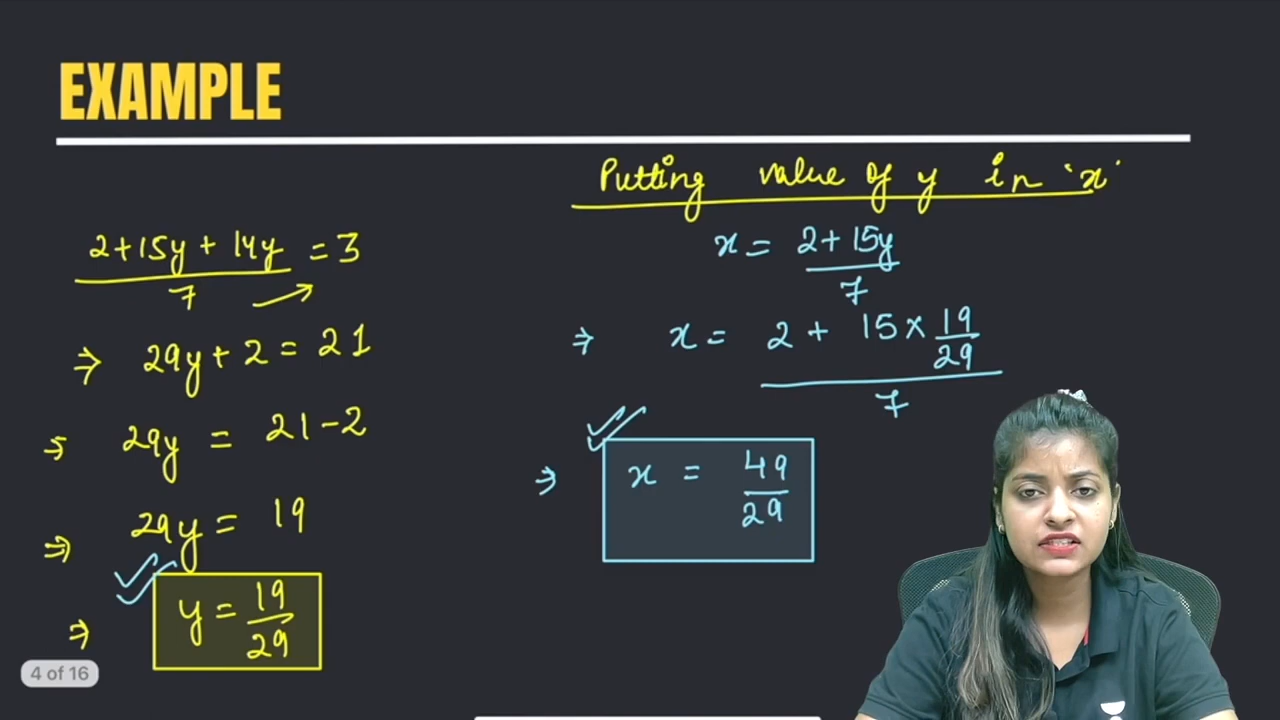 EXAMPLE
2+15y + 14y = 3
7
⇒ 29y + 2 = 21
⇒ 29y = 21-2
⇒ 29y = 19
⇒ y = 19/29
Putting value of y in 'x'
x = 2+15y
7
⇒ x = 2 + 15 × 19/29
7
⇒ x = 49/29
4 of 16